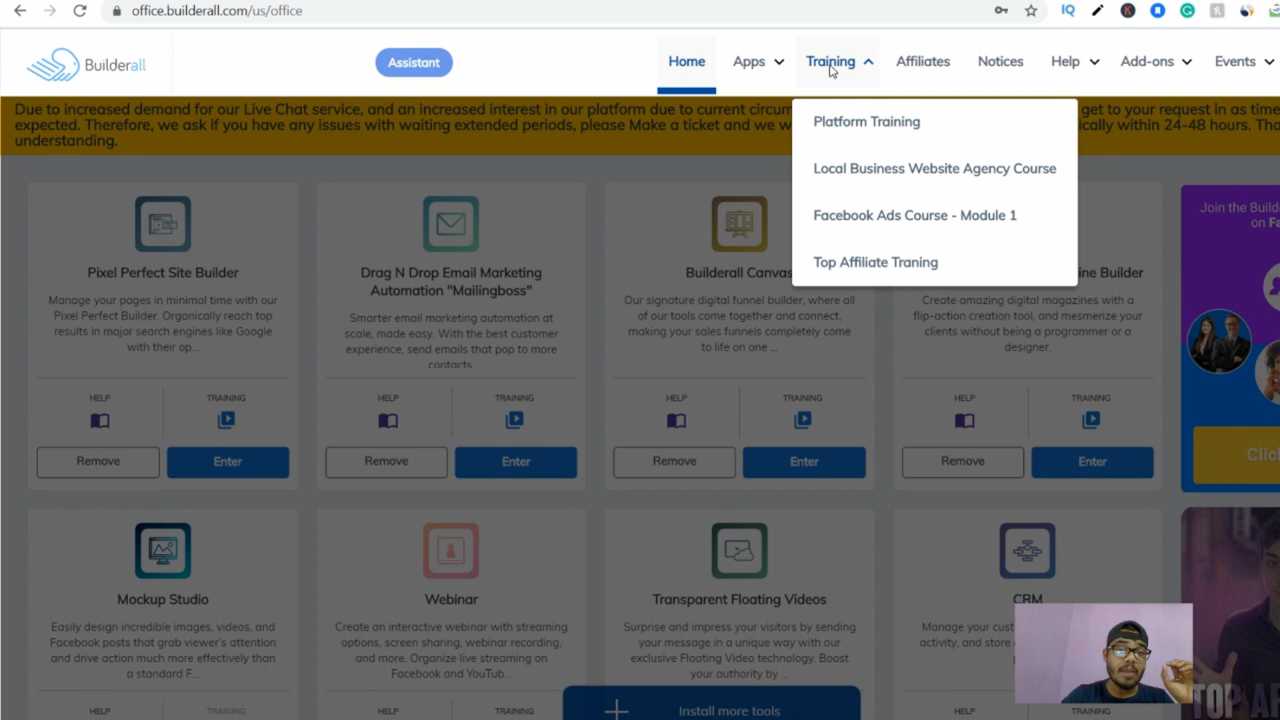 office.builderall.com/us/office
Builderall
Assistant
Home
Apps
Training
Affiliates
Notices
Help
Add-ons
Events
Due to increased demand for our Live Chat service, and an increased interest in our platform due to current circum
get to your request in as time
expected. Therefore, we ask if you have any issues with waiting extended periods, please Make a ticket and we w
ically within 24-48 hours. Tha
understanding.
Platform Training
Local Business Website Agency Course
Facebook Ads Course - Module 1
Top Affiliate Traning
Pixel Perfect Site Builder
Manage your pages in minimal time with our
Pixel Perfect Builder. Organically reach top
results in major search engines like Google
with their op...
HELP
TRAINING
Remove
Enter
Drag N Drop Email Marketing
Automation "Mailingboss"
Smarter email marketing automation at
scale, made easy. With the best customer
experience, send emails that pop to more
contacts
HELP
TRAINING
Remove
Enter
Builderall Canvas
Our signature digital funnel builder, where all
of our tools come together and connect,
making your sales funnels completely come
to life on one ...
HELP
TRAINING
Remove
Enter
ne Builder
Create amazing digital magazines with a
flip-action creation tool, and mesmerize your
clients without being a programmer or a
designer.
HELP
TRAINING
Remove
Enter
Join the Build
on Fa
Clic
Mockup Studio
Easily design incredible images, videos, and
Facebook posts that grab viewer's attention
and drive action much more effectively than
a standard F...
HELP
TRAINING
Webinar
Create an interactive webinar with streaming
options, screen sharing, webinar recording,
and more. Organize live streaming on
Facebook and YouTub...
HELP
TRAINING
Transparent Floating Videos
Surprise and impress your visitors by sending
your message in a unique way with our
exclusive Floating Video technology. Boost
your authority by ...
CRM
Manage your cust
activity, and store
TOP AF
Install more tools